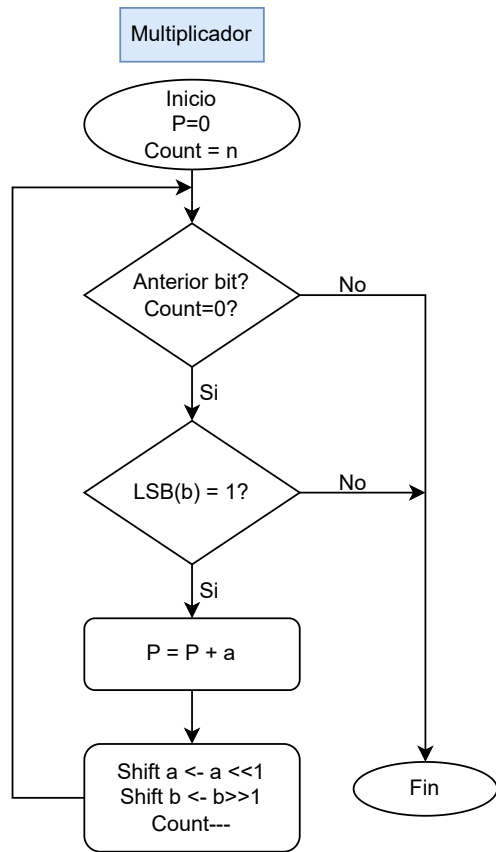 Multiplicador
Inicio
P=0
Count = n
Anterior bit?
Count=0?
No
Si
LSB(b) = 1?
No
Si
P = P + a
Shift a <- a <<1
Shift b <- b>>1
Count---
Fin